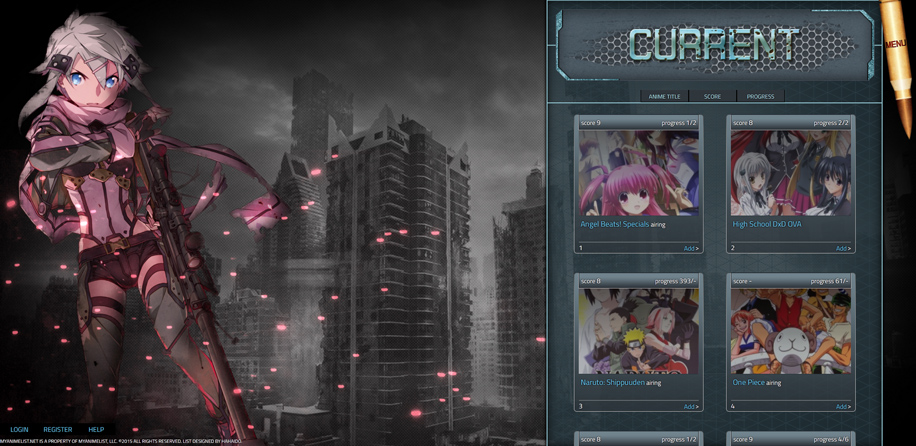 CURRENT
MENU
ANIME TITLE SCORE PROGRESS
score 9 progress 1/2
Angel Beats! Specials airing
1 Add >
score 8 progress 2/2
High School DxD OVA
2 Add >
score 8 progress 393/-
Naruto: Shippuuden airing
3 Add >
score - progress 61/-
One Piece airing
4 Add >
score 8 progress 1/2
score 9 progress 4/6
LOGIN REGISTER HELP
MYANIMELIST.NET IS A PROPERTY OF MYANIMELIST, LLC. ©2015 ALL RIGHTS RESERVED, LIST DESIGNED BY